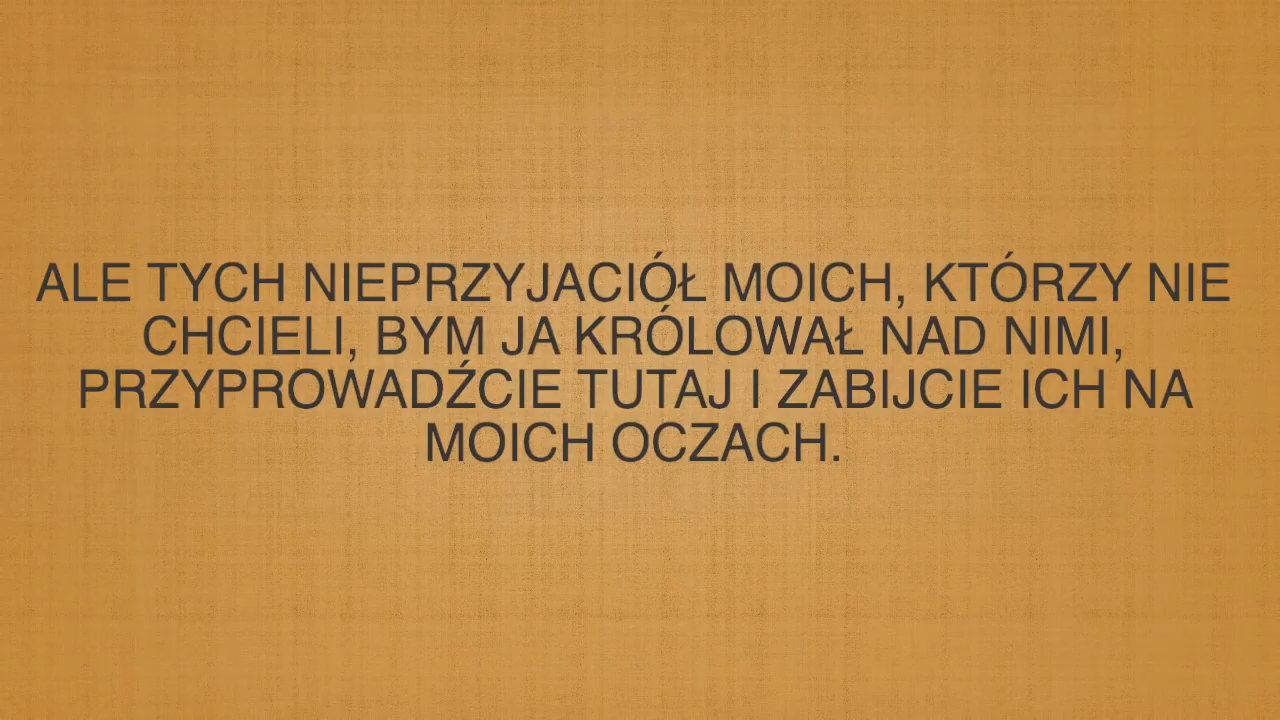 ALE TYCH NIEPRZYJACIÓŁ MOICH, KTÓRZY NIE
CHCIELI, BYM JA KRÓLOWAŁ NAD NIMI,
PRZYPROWADŹCIE TUTAJ I ZABIJCIE ICH NA
MOICH OCZACH.